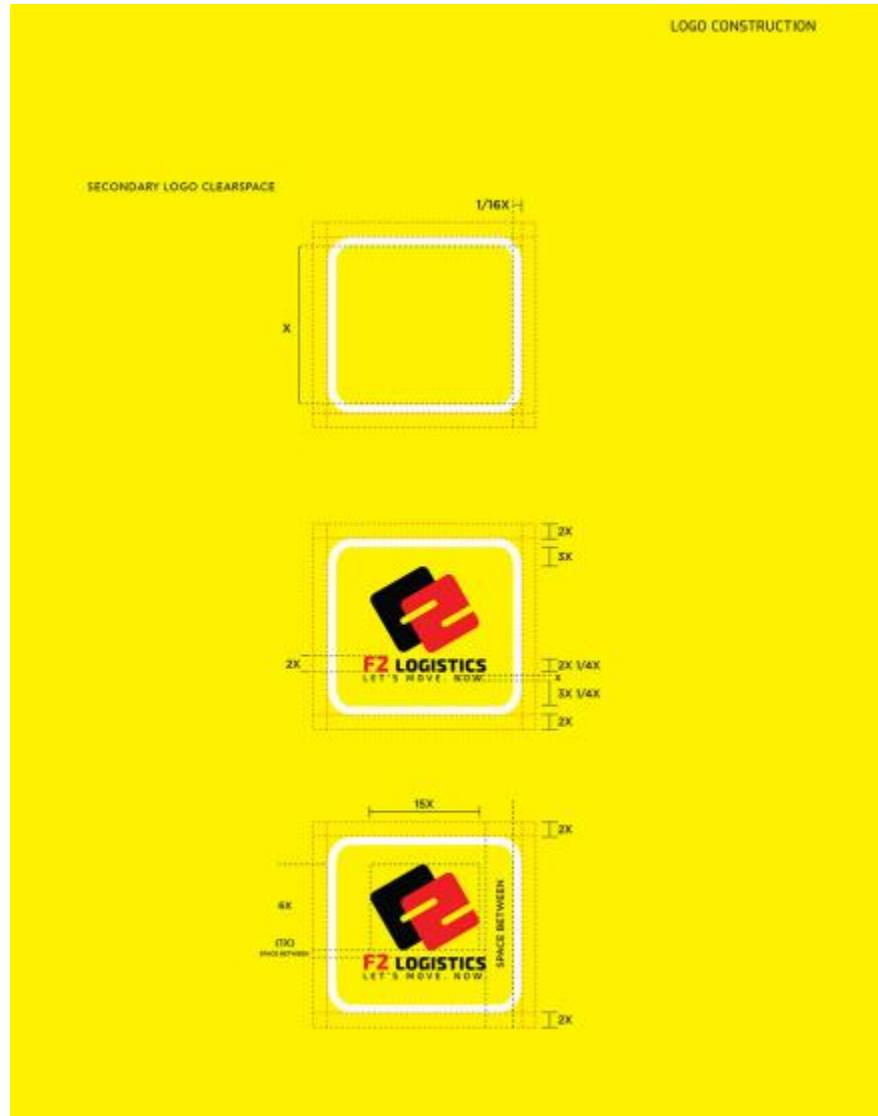 LOGO CONSTRUCTION
SECONDARY LOGO CLEARSPACE
1/16X
X
2X
3X
2X
F2 LOGISTICS
LET'S MOVE. NOW.
2X 1/4X
X
3X 1/4X
2X
15X
2X
6X
(1X)
SPACE BETWEEN
SPACE BETWEEN
F2 LOGISTICS
LET'S MOVE. NOW.
2X